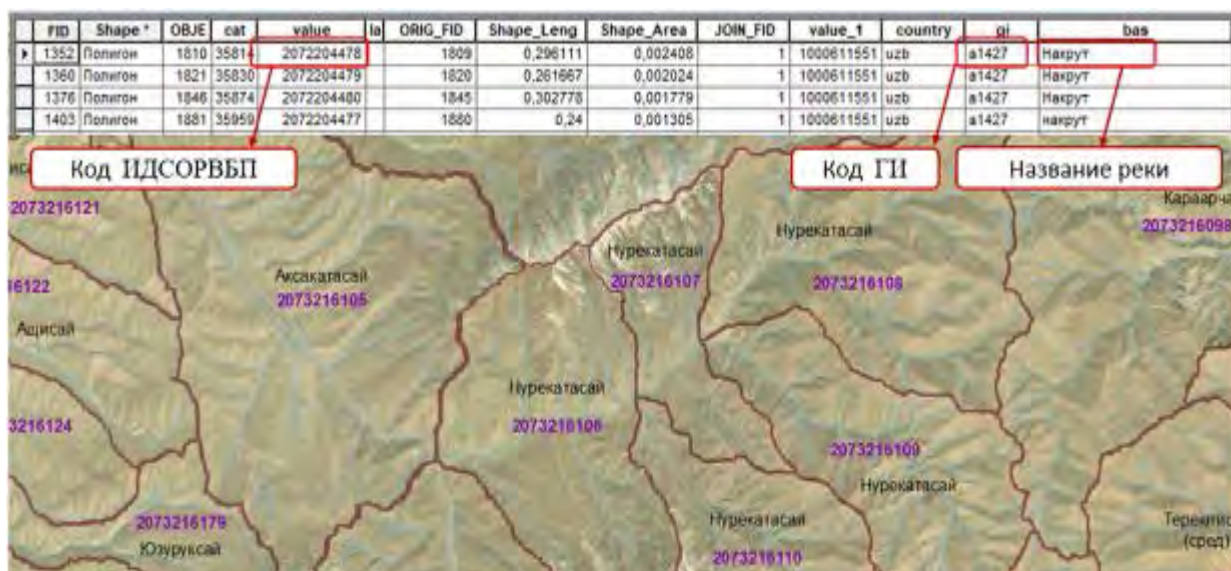 FID Shape * OBJE cat value la ORIG_FID Shape_Leng Shape_Area JOIN_FID value_1 country gi bas
1352 Полигон 1810 35814 2072204478 1809 0,296111 0,002408 1 1000611551 uzb a1427 Накрут
1360 Полигон 1821 35830 2072204479 1820 0,261667 0,002024 1 1000611551 uzb a1427 Накрут
1376 Полигон 1846 35874 2072204480 1845 0,302778 0,001779 1 1000611551 uzb a1427 Накрут
1403 Полигон 1881 35959 2072204477 1880 0,24 0,001305 1 1000611551 uzb a1427 накрут
Код ИДСОРВБП
Код ГИ
Название реки
2073216121
Караарча
2073216098
Нурекатасай
Нурекатасай
2073216107
2073216108
Аксакатасай
2073216105
16122
Ащисай
Нурекатасай
2073216106
3216124
2073216109
Нурекатасай
2073216179
Юзуруксай
Нурекатасай
2073216110
(сред)